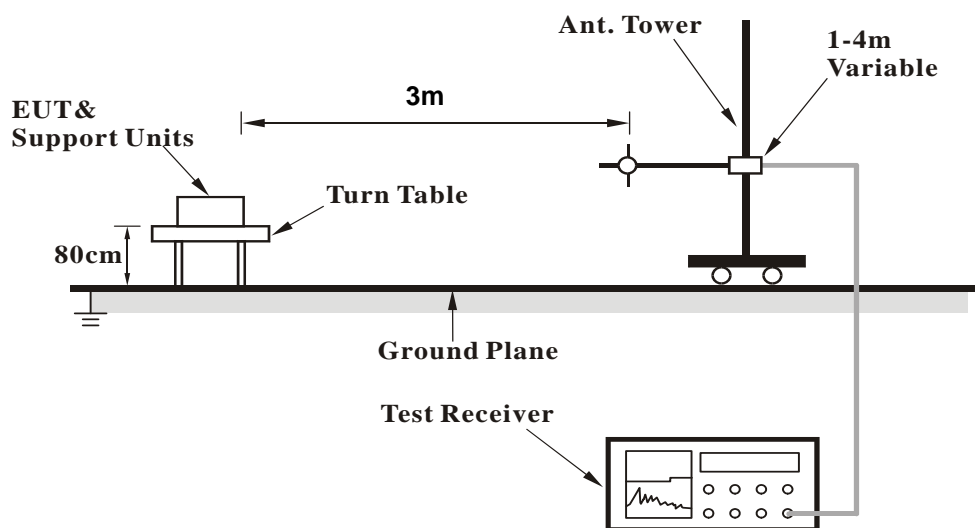 Ant. Tower
1-4m
Variable
3m
EUT&
Support Units
Turn Table
80cm
Ground Plane
Test Receiver